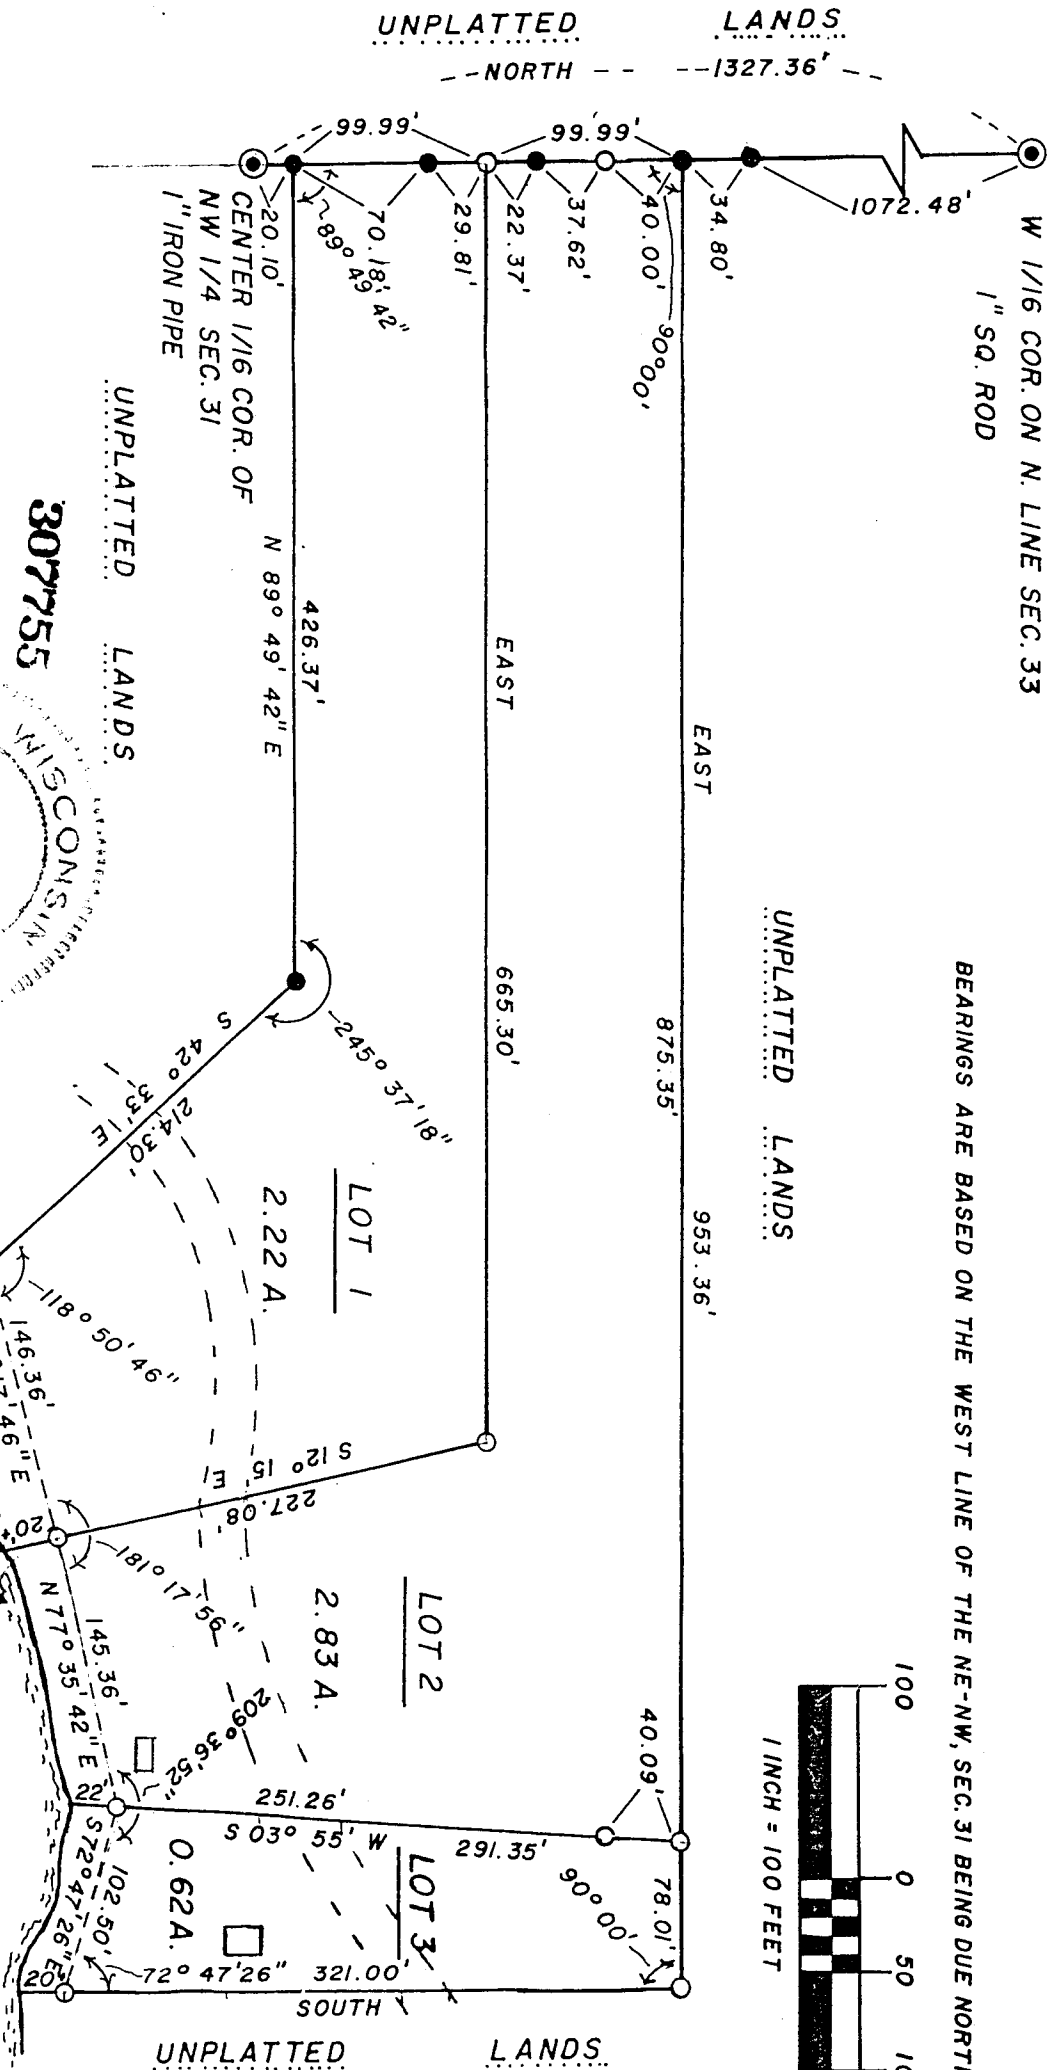 UNPLATTED LANDS
--NORTH -- --1327.36' --
99.99'
99.99'
20.10'
70.18'
29.81'
22.37'
37.62'
40.00'
34.80'
1072.48'
89° 49' 42"
90°00'
W 1/16 COR. ON N. LINE SEC. 33
1" SQ. ROD
CENTER 1/16 COR. OF
NW 1/4 SEC. 31
1" IRON PIPE
UNPLATTED LANDS
307755
WISCONSIN
426.37'
N 89° 49' 42" E
EAST
665.30'
EAST
875.35'
953.36'
UNPLATTED LANDS
BEARINGS ARE BASED ON THE WEST LINE OF THE NE-NW, SEC. 31 BEING DUE NORTH
245° 37' 18"
S 42° 33' E
214.30'
LOT 1
2.22 A.
118° 50' 46"
146.36'
46" E
S 12° 15' E
227.08'
20'±
181° 17' 56"
LOT 2
2.83 A.
145.36'
N 77° 35' 42" E
209° 36' 52"
22'
40.09'
251.26'
S 03° 55' W
291.35'
78.01'
90° 00'
LOT 3
0.62 A.
102.50'
S 72° 47' 26" E
72° 47' 26"
321.00'
SOUTH
20'
100 0 50
1 INCH = 100 FEET
UNPLATTED LANDS